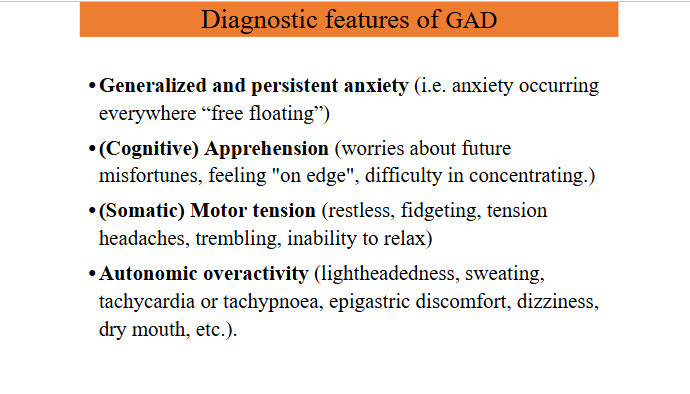 Diagnostic features of GAD
•Generalized and persistent anxiety (i.e. anxiety occurring
everywhere “free floating”)
•(Cognitive) Apprehension (worries about future
misfortunes, feeling "on edge", difficulty in concentrating.)
•(Somatic) Motor tension (restless, fidgeting, tension
headaches, trembling, inability to relax)
•Autonomic overactivity (lightheadedness, sweating,
tachycardia or tachypnoea, epigastric discomfort, dizziness,
dry mouth, etc.).